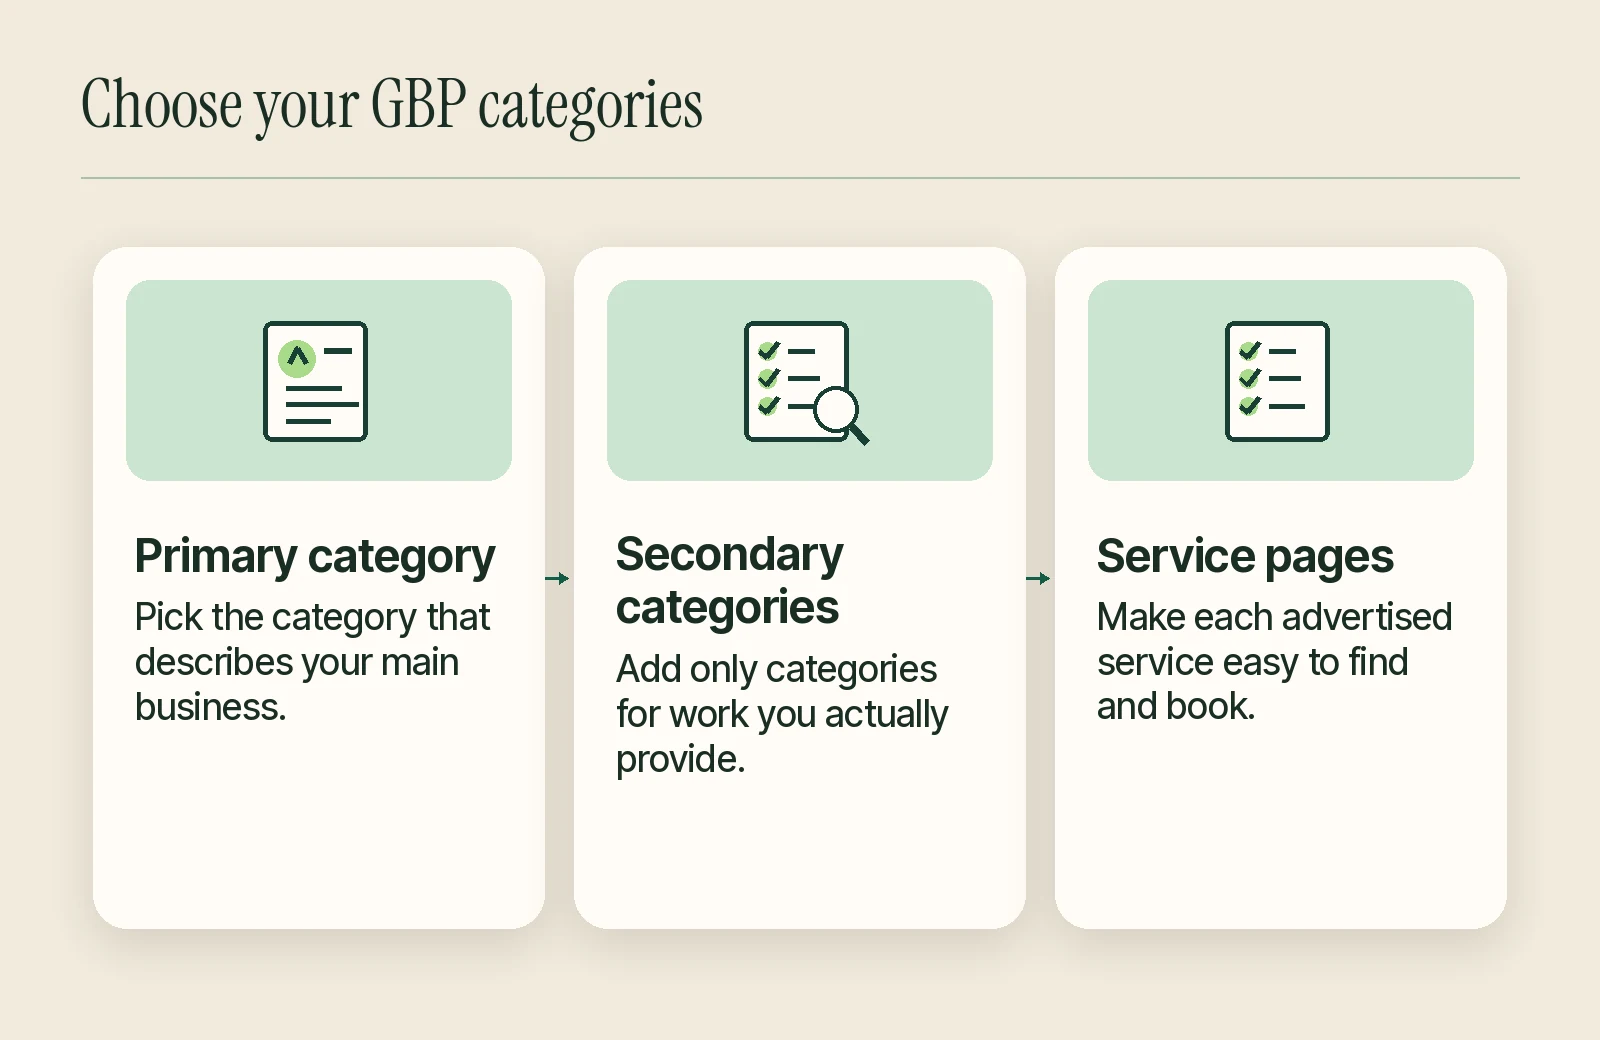 Choose your GBP categories
Primary category
Pick the category that
describes your main
business.
Secondary
categories
Add only categories
for work you actually
provide.
Service pages
Make each advertised
service easy to find
and book.